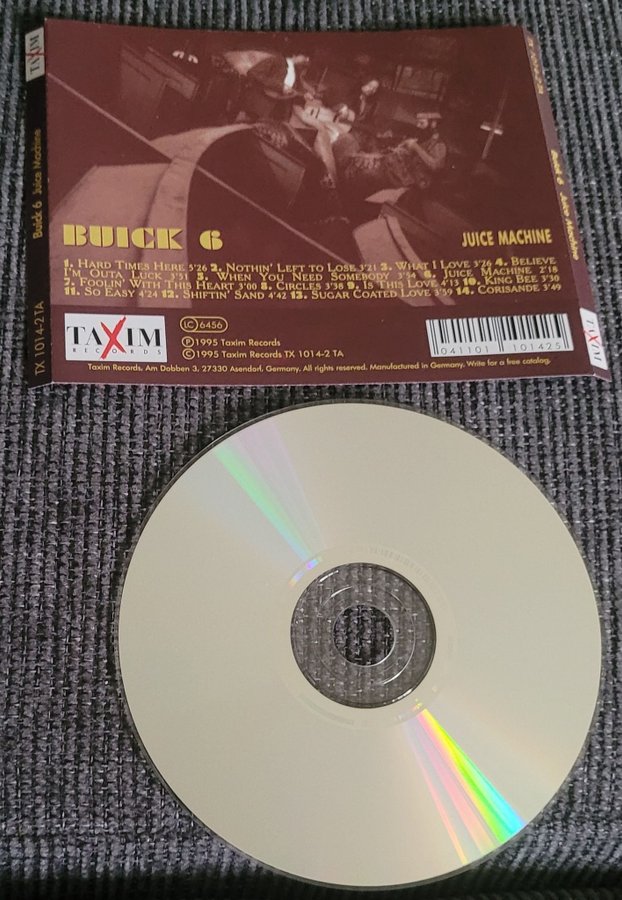 TAXIM
Buick 6 Juice Machine
TX 1014-2 TA
BUICK 6
JUICE MACHINE
1. Hard Times Here 5'26 2. Nothin' Left to Lose 3'21 3. What I Love 3'26 4. Believe
I'm Outa Luck 3'51 5. When You Need Somebody 3'54 6. Juice Machine 2'18
7. Foolin' With This Heart 3'00 8. Circles 3'38 9. Is This Love 4'13 10. King Bee 3'30
11. So Easy 4'24 12. Shiftin' Sand 4'42 13. Sugar Coated Love 3'59 14. Corisande 3'49
TAXIM
RECORDS
LC 6456
P 1995 Taxim Records
C 1995 Taxim Records TX 1014-2 TA
041101 101425
Taxim Records, Am Dobben 3, 27330 Asendorf, Germany. All rights reserved. Manufactured in Germany. Write for a free catalog.
Buick 6 Juice Machine
TAXIM